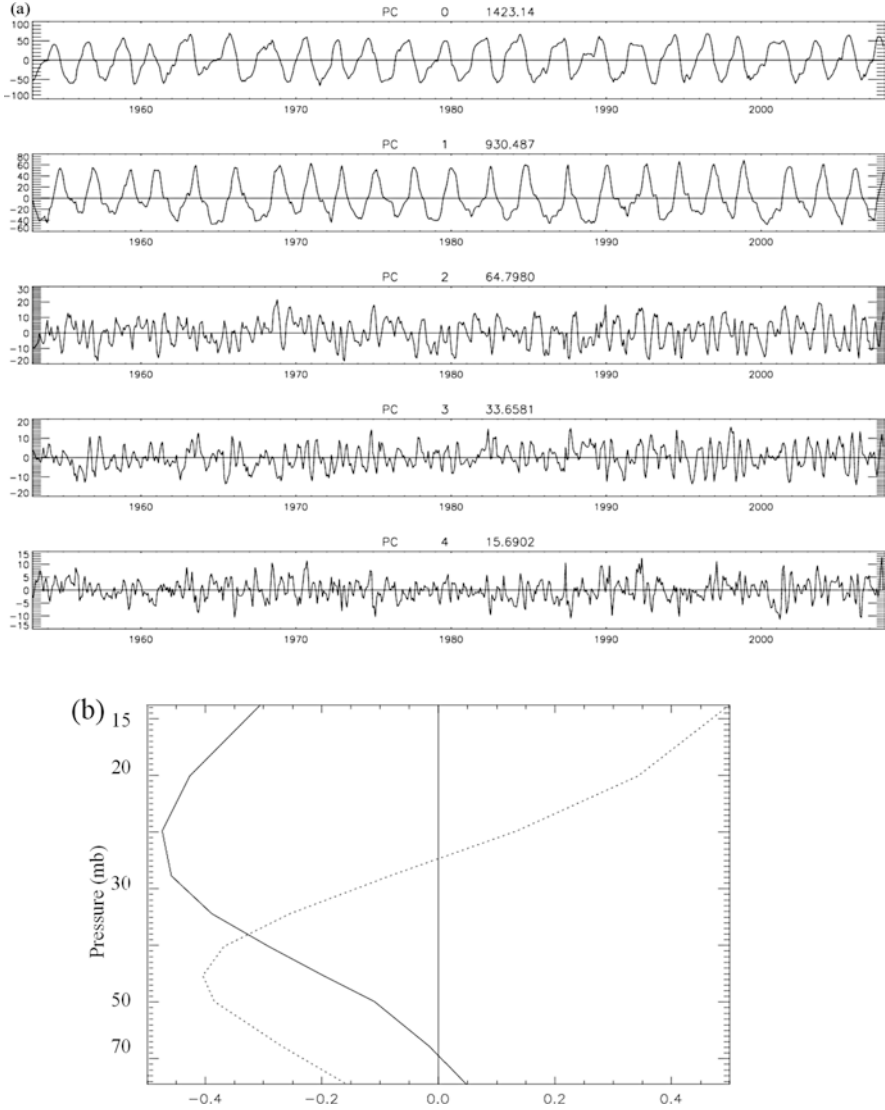 (a)
PC 0 1423.14
100
50
0
−50
−100
1960 1970 1980 1990 2000
PC 1 930.487
80
60
40
20
0
−20
−40
−60
1960 1970 1980 1990 2000
PC 2 64.7980
30
20
10
0
−10
−20
1960 1970 1980 1990 2000
PC 3 33.6581
20
10
0
−10
−20
1960 1970 1980 1990 2000
PC 4 15.6902
15
10
5
0
−5
−10
−15
1960 1970 1980 1990 2000
(b)
Pressure (mb)
15
20
30
50
70
−0.4 −0.2 0.0 0.2 0.4